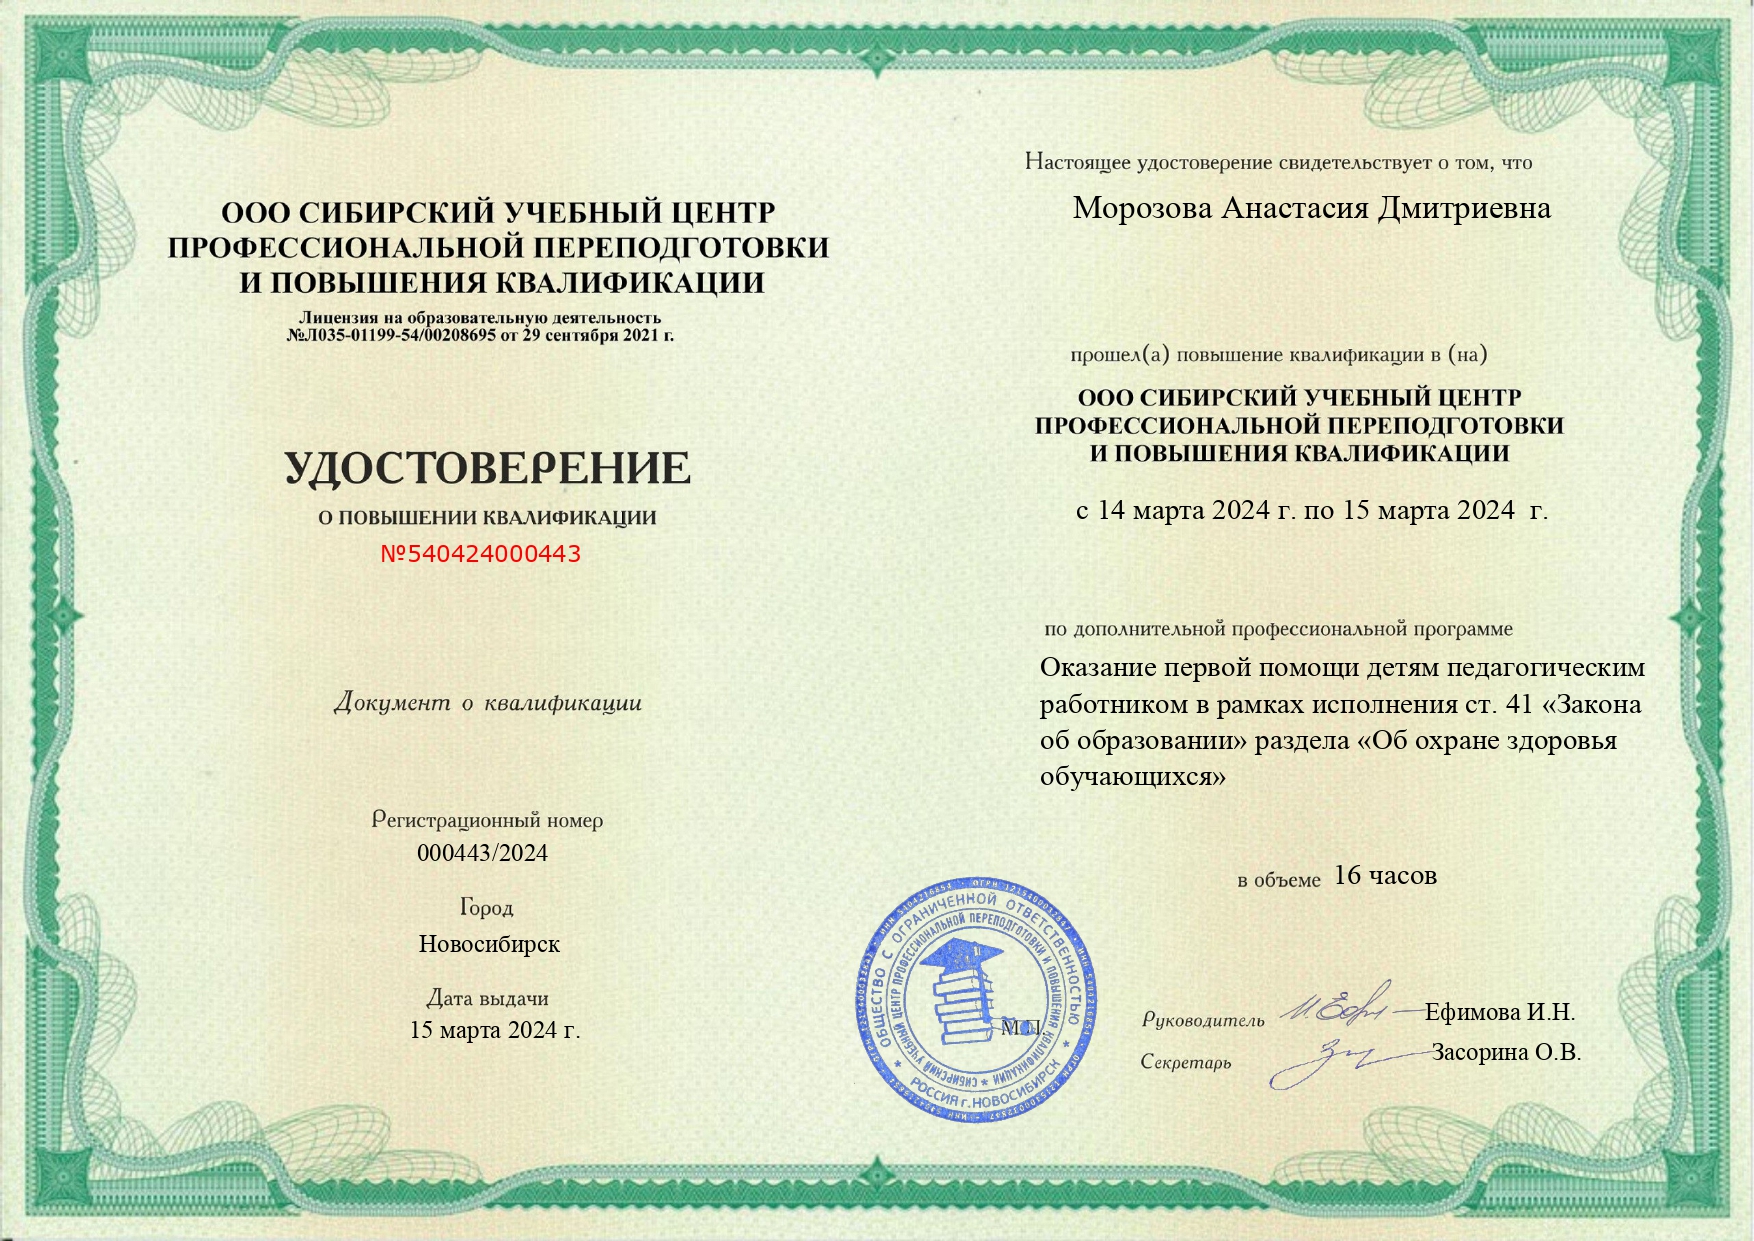 ООО СИБИРСКИЙ УЧЕБНЫЙ ЦЕНТР
ПРОФЕССИОНАЛЬНОЙ ПЕРЕПОДГОТОВКИ
И ПОВЫШЕНИЯ КВАЛИФИКАЦИИ
Лицензия на образовательную деятельность
№Л035-01199-54/00208695 от 29 сентября 2021 г.
УДОСТОВЕРЕНИЕ
О ПОВЫШЕНИИ КВАЛИФИКАЦИИ
№540424000443
Документ о квалификации
Регистрационный номер
000443/2024
Город
Новосибирск
Дата выдачи
15 марта 2024 г.
Настоящее удостоверение свидетельствует о том, что
Морозова Анастасия Дмитриевна
прошел(а) повышение квалификации в (на)
ООО СИБИРСКИЙ УЧЕБНЫЙ ЦЕНТР
ПРОФЕССИОНАЛЬНОЙ ПЕРЕПОДГОТОВКИ
И ПОВЫШЕНИЯ КВАЛИФИКАЦИИ
с 14 марта 2024 г. по 15 марта 2024 г.
по дополнительной профессиональной программе
Оказание первой помощи детям педагогическим
работником в рамках исполнения ст. 41 «Закона
об образовании» раздела «Об охране здоровья
обучающихся»
в объеме 16 часов
М.П.
Руководитель Ефимова И.Н.
Секретарь Засорина О.В.
ОБЩЕСТВО С ОГРАНИЧЕННОЙ ОТВЕТСТВЕННОСТЬЮ
* РОССИЯ г.НОВОСИБИРСК *
* СИБИРСКИЙ УЧЕБНЫЙ ЦЕНТР ПРОФЕССИОНАЛЬНОЙ ПЕРЕПОДГОТОВКИ И ПОВЫШЕНИЯ КВАЛИФИКАЦИИ